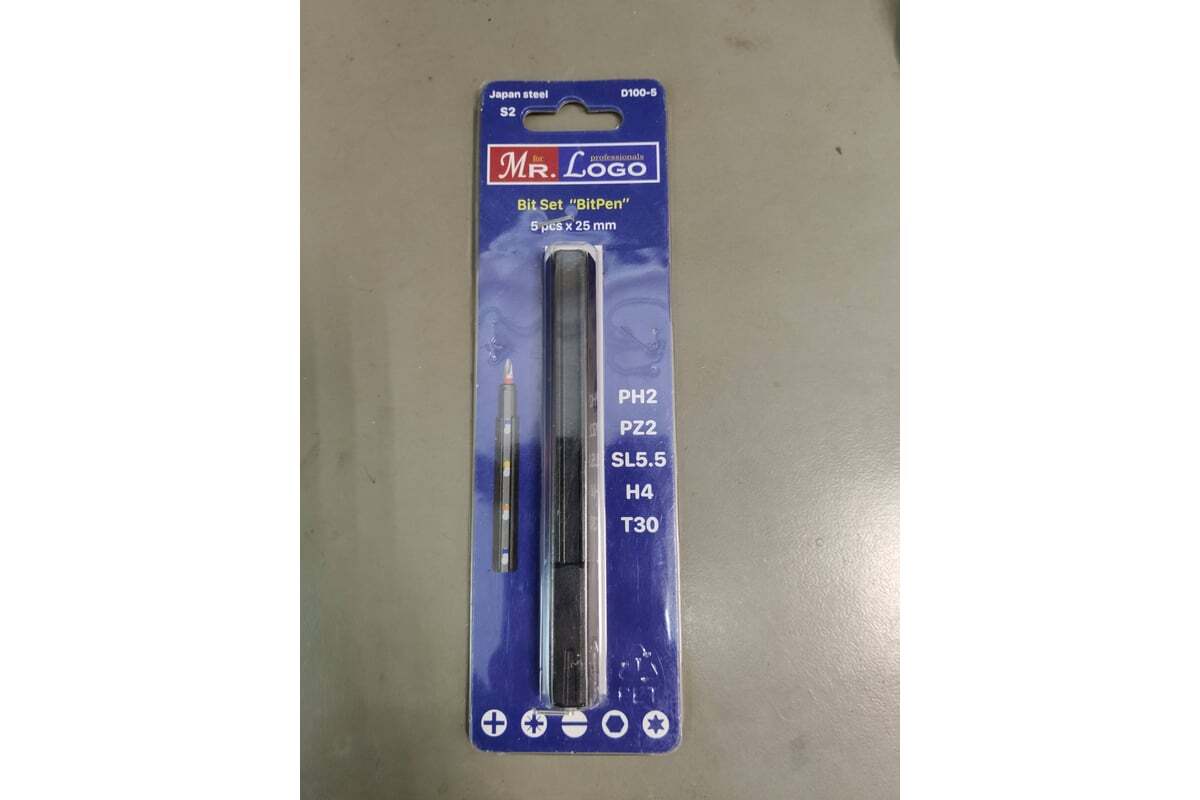 Japan steel D100-5
S2
for professionals
MR. LOGO
Bit Set "BitPen"
5 pcs x 25 mm
PH2
PZ2
SL5.5
H4
T30